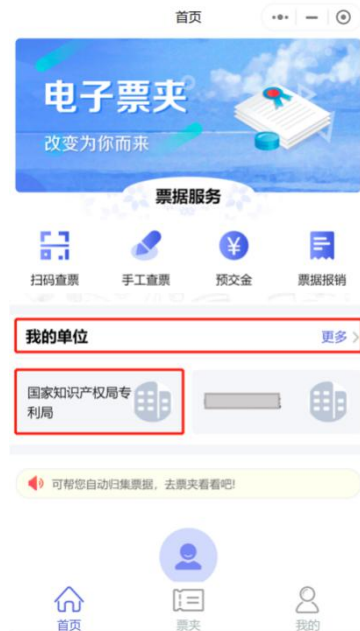 首页
电子票夹
改变为你而来
票据服务
扫码查票 手工查票 预交金 票据报销
我的单位 更多
国家知识产权局专
利局
可帮您自动归集票据，去票夹看看吧!
首页 票夹 我的